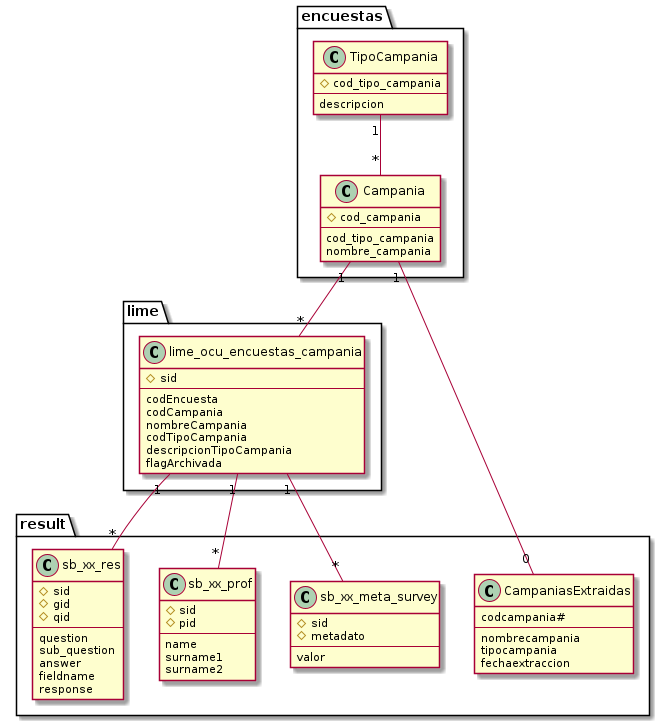 encuestas
C TipoCampania
cod_tipo_campania
descripcion
1
*
C Campania
cod_campania
cod_tipo_campania
nombre_campania
1 1
*
lime
C lime_ocu_encuestas_campania
sid
codEncuesta
codCampania
nombreCampania
codTipoCampania
descripcionTipoCampania
flagArchivada
1 1 1
* * * 0
result
C sb_xx_res
sid
gid
qid
question
sub_question
answer
fieldname
response
C sb_xx_prof
sid
pid
name
surname1
surname2
C sb_xx_meta_survey
sid
metadato
valor
C CampaniasExtraidas
codcampania#
nombrecampania
tipocampania
fechaextraccion